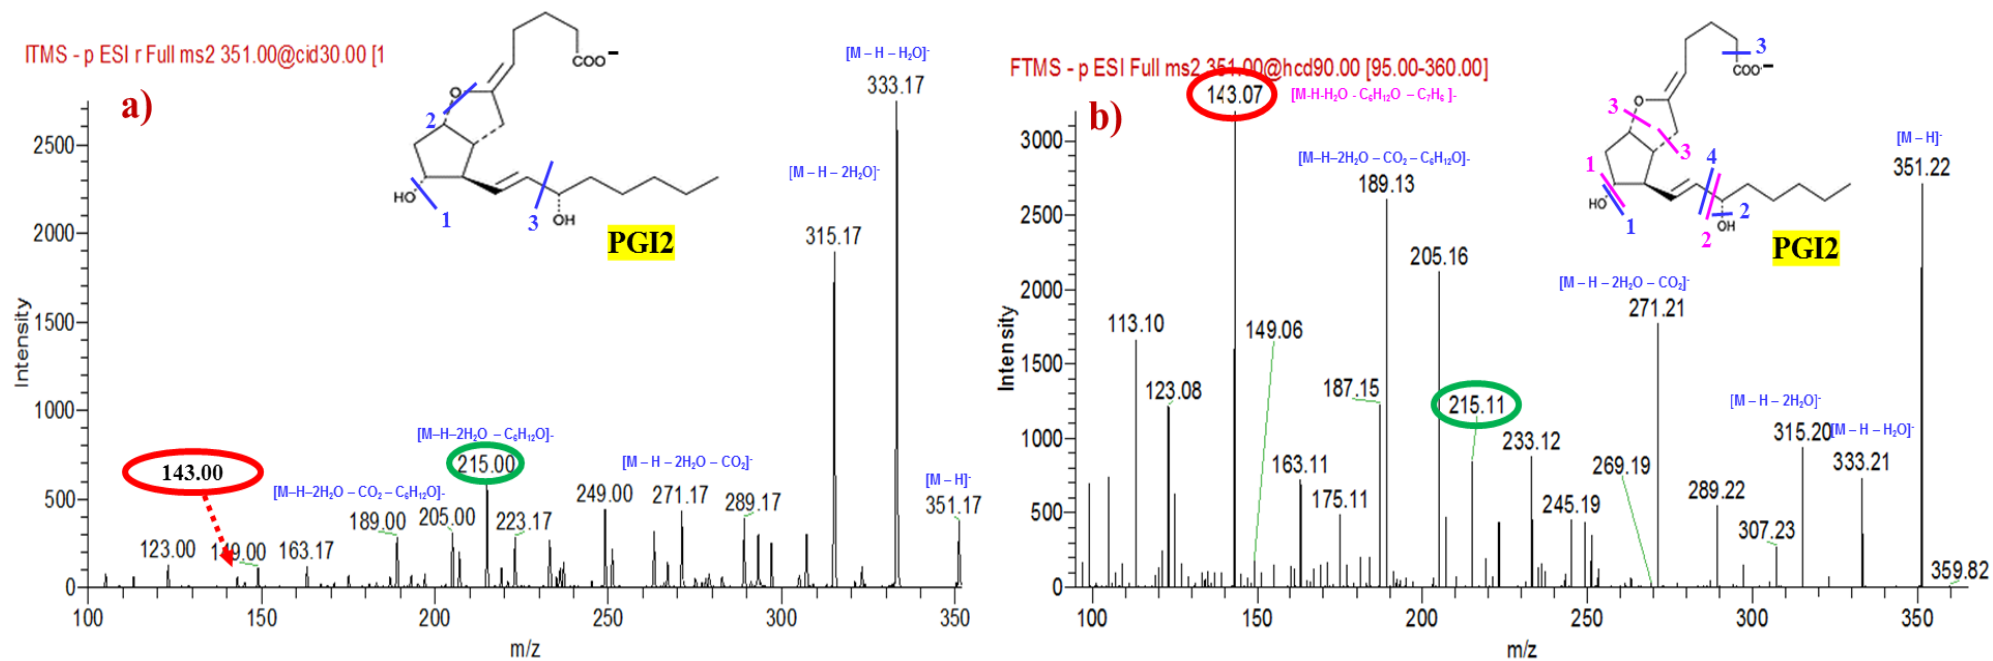 ITMS - p ESI r Full ms2 351.00@cid30.00 [1
a)
COO⁻
O
2
HO
1
3
OH
PGI2
[M – H – H₂O]⁻
333.17
[M – H – 2H₂O]⁻
315.17
[M–H–2H₂O – C₆H₁₂O]-
215.00
143.00
[M–H–2H₂O – CO₂ – C₆H₁₂O]-
[M – H – 2H₂O – CO₂]⁻
[M – H]⁻
123.00
149.00
163.17
189.00
205.00
223.17
249.00
271.17
289.17
351.17
Intensity
2500
2000
1500
1000
500
0
100
150
200
250
300
350
m/z
FTMS - p ESI Full ms2 351.00@hcd90.00 [95.00-360.00]
b)
143.07
[M-H-H₂O - C₆H₁₂O – C₇H₆ ]-
3
COO⁻
O
3
3
1
HO
1
4
2
OH
2
PGI2
[M–H–2H₂O – CO₂ – C₆H₁₂O]-
189.13
[M – H]⁻
351.22
205.16
[M – H – 2H₂O – CO₂]⁻
271.21
113.10
149.06
123.08
187.15
215.11
[M – H – 2H₂O]⁻
315.20
[M – H – H₂O]⁻
333.21
163.11
175.11
233.12
245.19
269.19
289.22
307.23
359.82
Intensity
3000
2500
2000
1500
1000
500
0
100
150
200
250
300
350
m/z